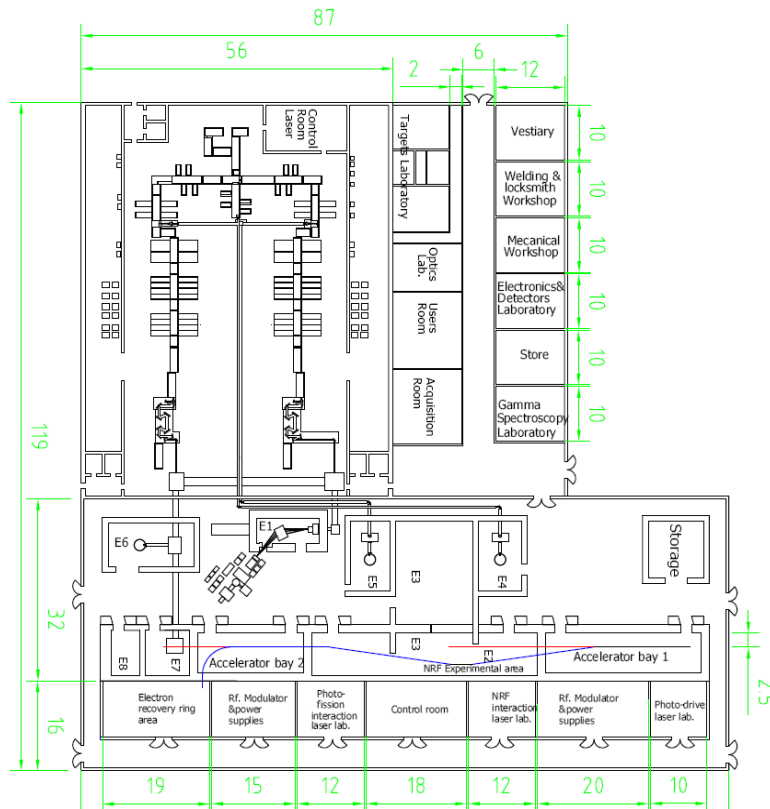 87
56
6
2
12
Control
Room
Laser
Targets Laboratory
Vestiary
10
Welding &
locksmith
Workshop
10
Mecanical
Workshop
10
Optics
Lab.
Electronics&
Detectors
Laboratory
10
Users
Room
Store
10
Acquisition
Room
Gamma
Spectroscopy
Laboratory
10
119
E6
E1
E5
E3
E4
Storage
32
E8
E7
Accelerator bay 2
E3
E2
NRF Experimental area
Accelerator bay 1
2.5
16
Electron
recovery ring
area
Rf. Modulator
&power
supplies
Photo-
fission
interaction
laser lab.
Control room
NRF
interaction
laser lab.
Rf. Modulator
&power
supplies
Photo-drive
laser lab.
19
15
12
18
12
20
10